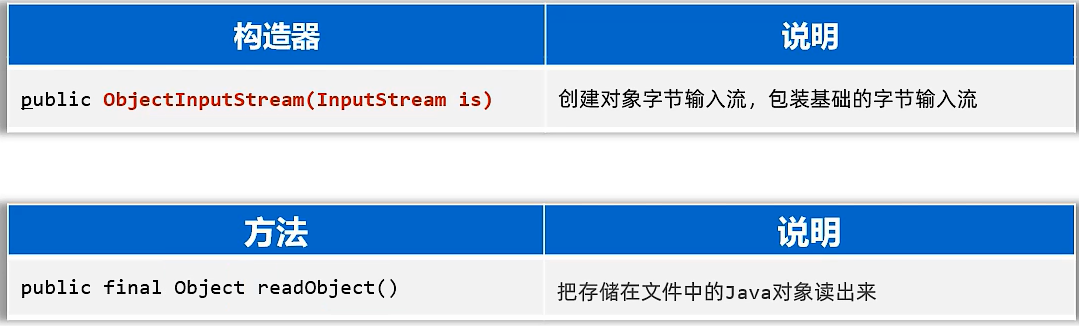 构造器 说明
public ObjectInputStream(InputStream is) 创建对象字节输入流，包装基础的字节输入流
方法 说明
public final Object readObject() 把存储在文件中的Java对象读出来